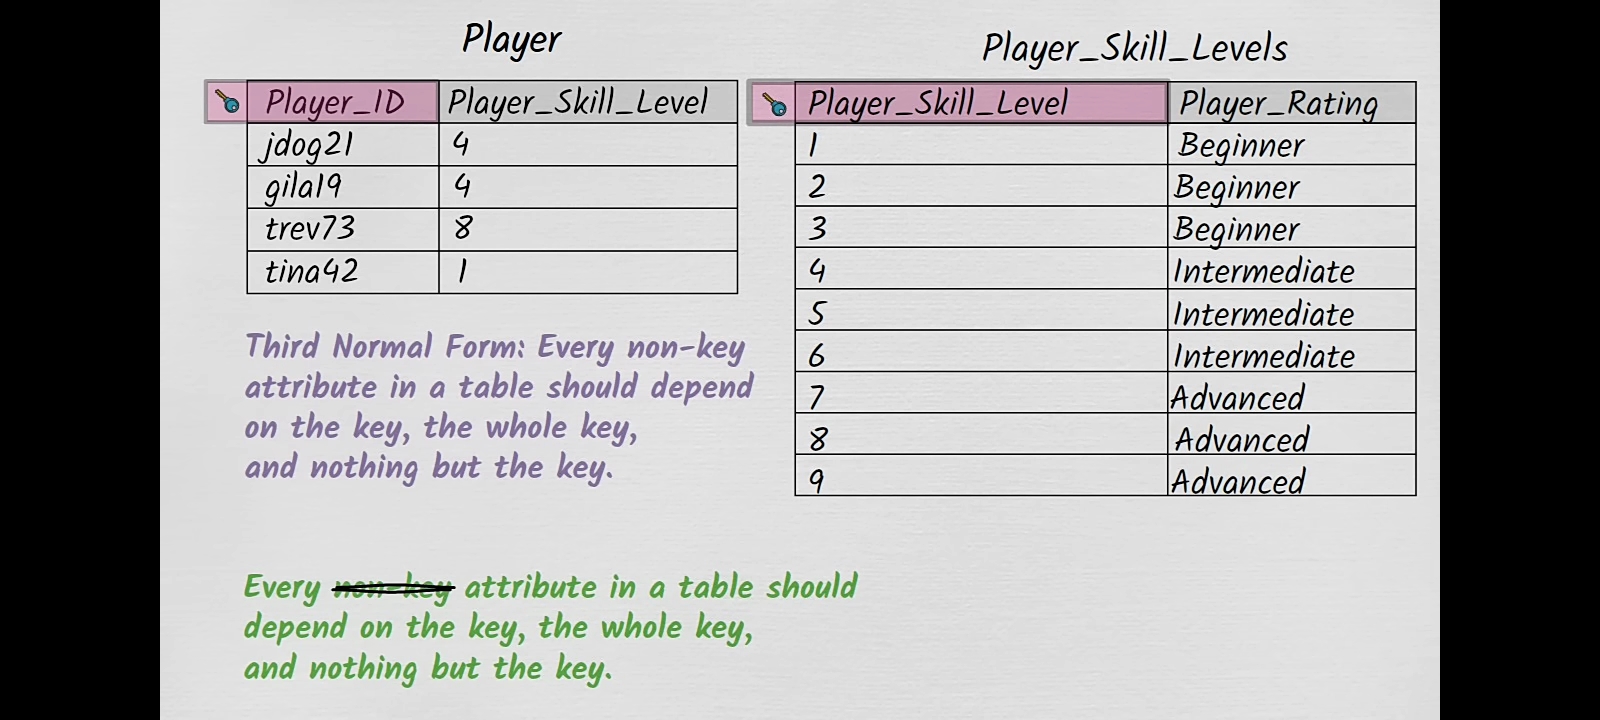 Player
Player_ID Player_Skill_Level
jdog21 4
gila19 4
trev73 8
tina42 1
Player_Skill_Levels
Player_Skill_Level Player_Rating
1 Beginner
2 Beginner
3 Beginner
4 Intermediate
5 Intermediate
6 Intermediate
7 Advanced
8 Advanced
9 Advanced
Third Normal Form: Every non-key
attribute in a table should depend
on the key, the whole key,
and nothing but the key.
Every non-key attribute in a table should
depend on the key, the whole key,
and nothing but the key.